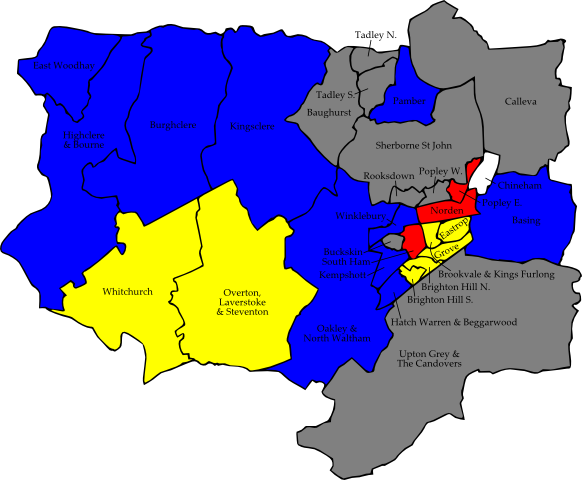 Tadley N.
East Woodhay
Tadley S.
Pamber
Calleva
Baughurst
Burghclere
Kingsclere
Highclere
& Bourne
Sherborne St John
Popley W.
Rooksdown
Chineham
Popley E.
Norden
Winklebury
Basing
Eastrop
Buckskin
South Ham
Grove
Kempshott
Brookvale & Kings Furlong
Brighton Hill N.
Brighton Hill S.
Whitchurch
Overton,
Laverstoke
& Steventon
Hatch Warren & Beggarwood
Oakley &
North Waltham
Upton Grey &
The Candovers